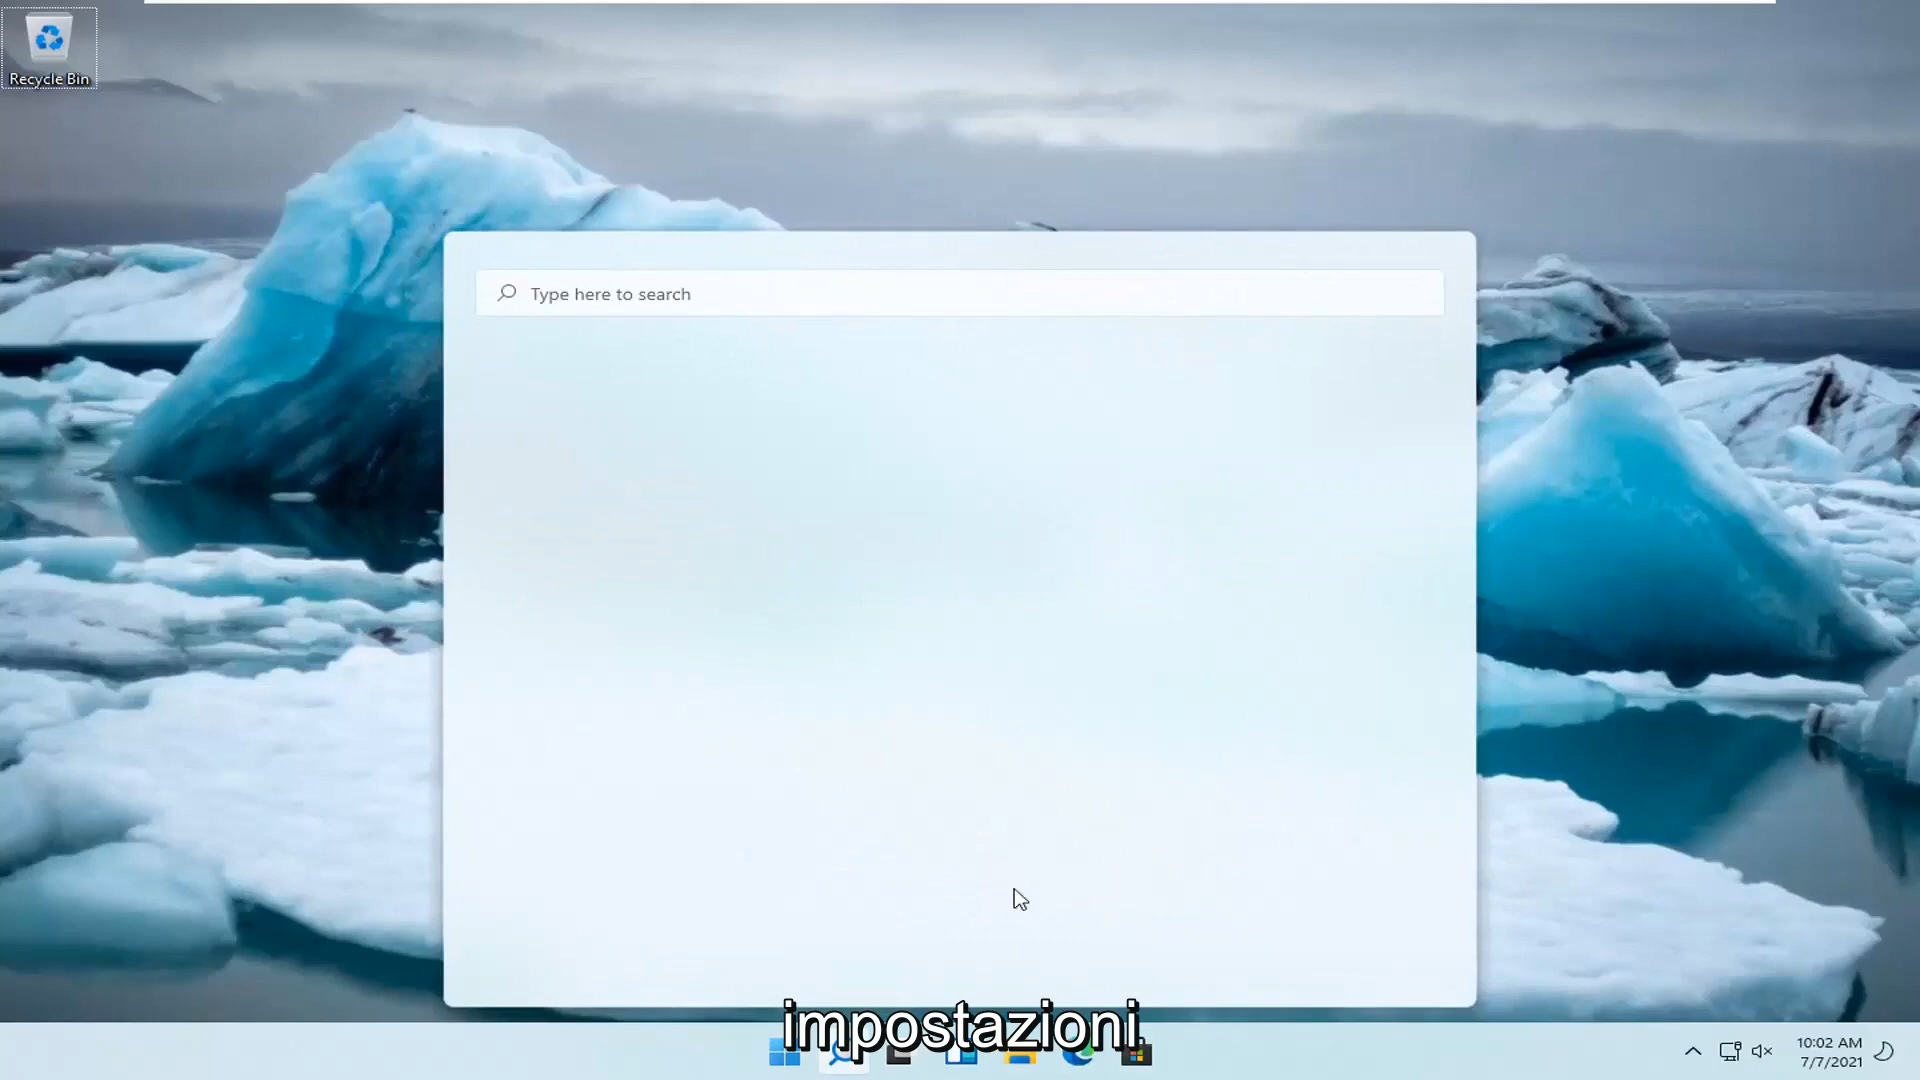 Recycle Bin
Type here to search
impostazioni
10:02 AM
7/7/2021